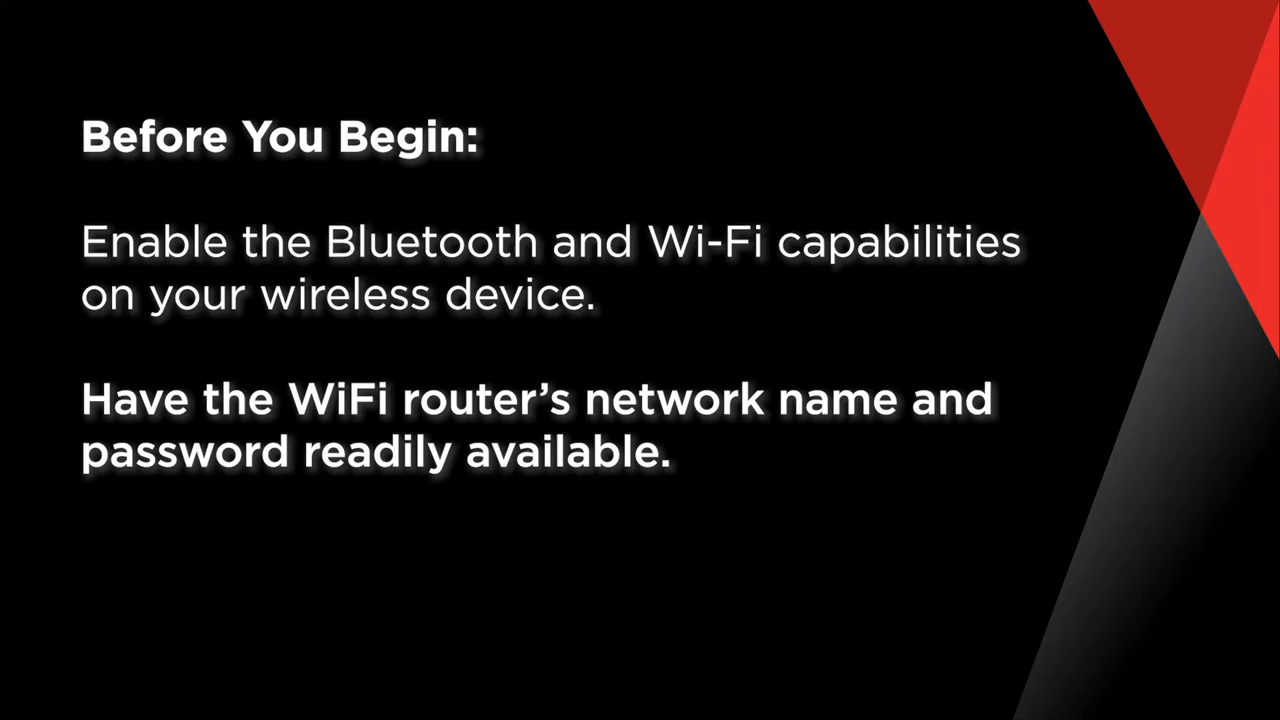 Before You Begin:
Enable the Bluetooth and Wi-Fi capabilities
on your wireless device.
Have the WiFi router’s network name and
password readily available.